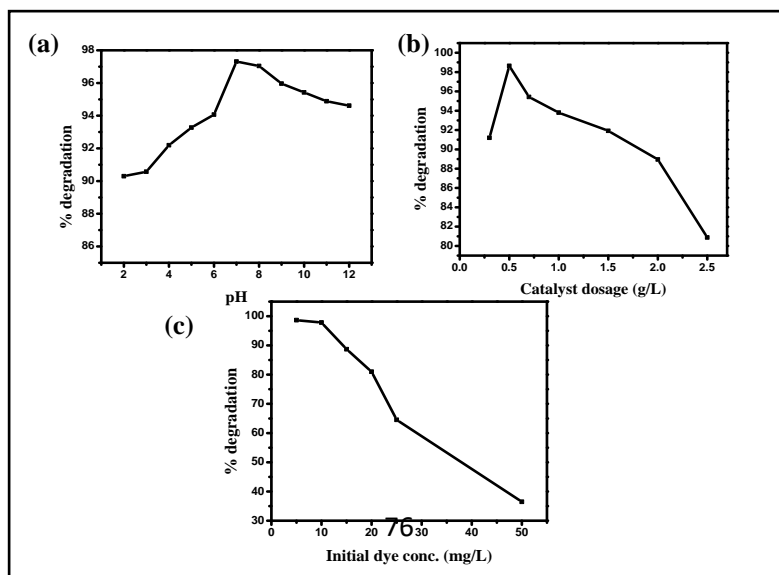 (a)
98
96
94
92
90
88
86
% degradation
2 4 6 8 10 12
pH
(b)
100
98
96
94
92
90
88
86
84
82
80
% degradation
0.0 0.5 1.0 1.5 2.0 2.5
Catalyst dosage (g/L)
(c)
100
90
80
70
60
50
40
30
% degradation
0 10 20 30 40 50
76
Initial dye conc. (mg/L)